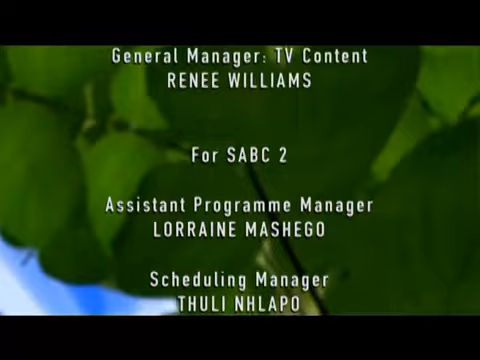 General Manager: TV Content
RENEE WILLIAMS
For SABC 2
Assistant Programme Manager
LORRAINE MASHEGO
Scheduling Manager
THULI NHLAPO